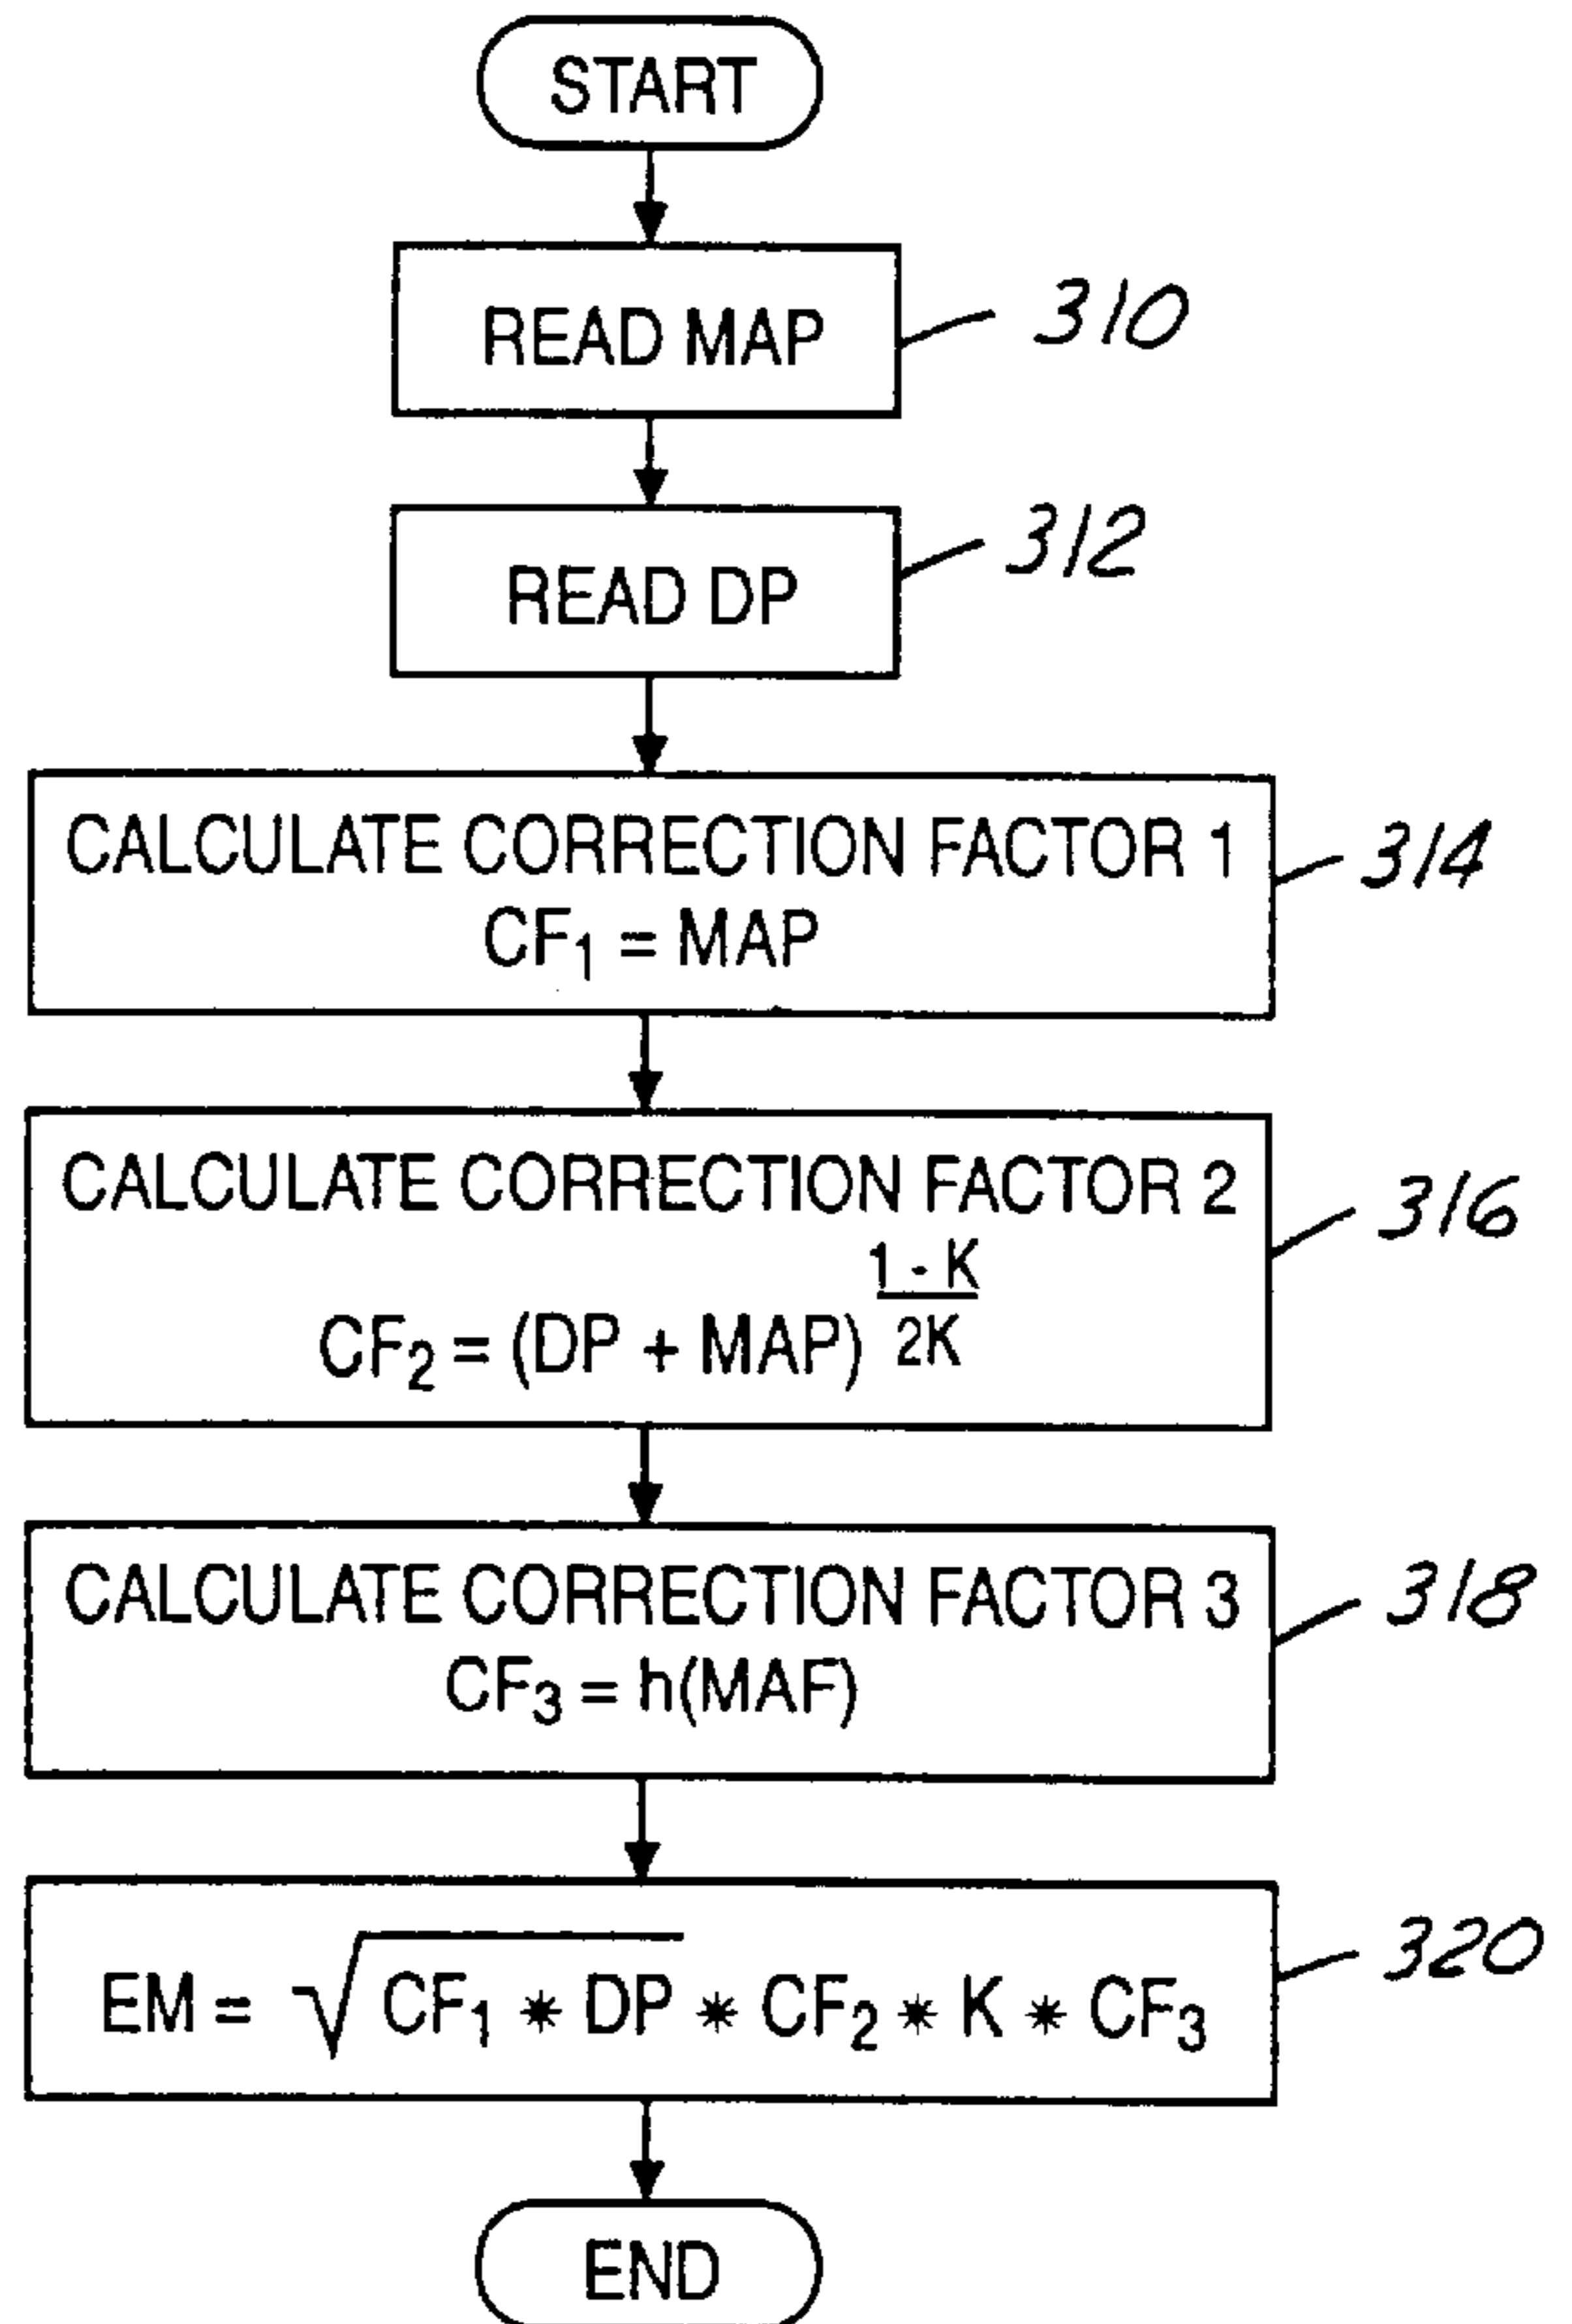 START
READ MAP
310
READ DP
312
CALCULATE CORRECTION FACTOR 1
CF₁ = MAP
314
CALCULATE CORRECTION FACTOR 2
CF₂ = (DP + MAP)^((1 - K)/(2K))
316
CALCULATE CORRECTION FACTOR 3
CF₃ = h(MAF)
318
EM = √(CF₁ * DP) * CF₂ * K * CF₃
320
END